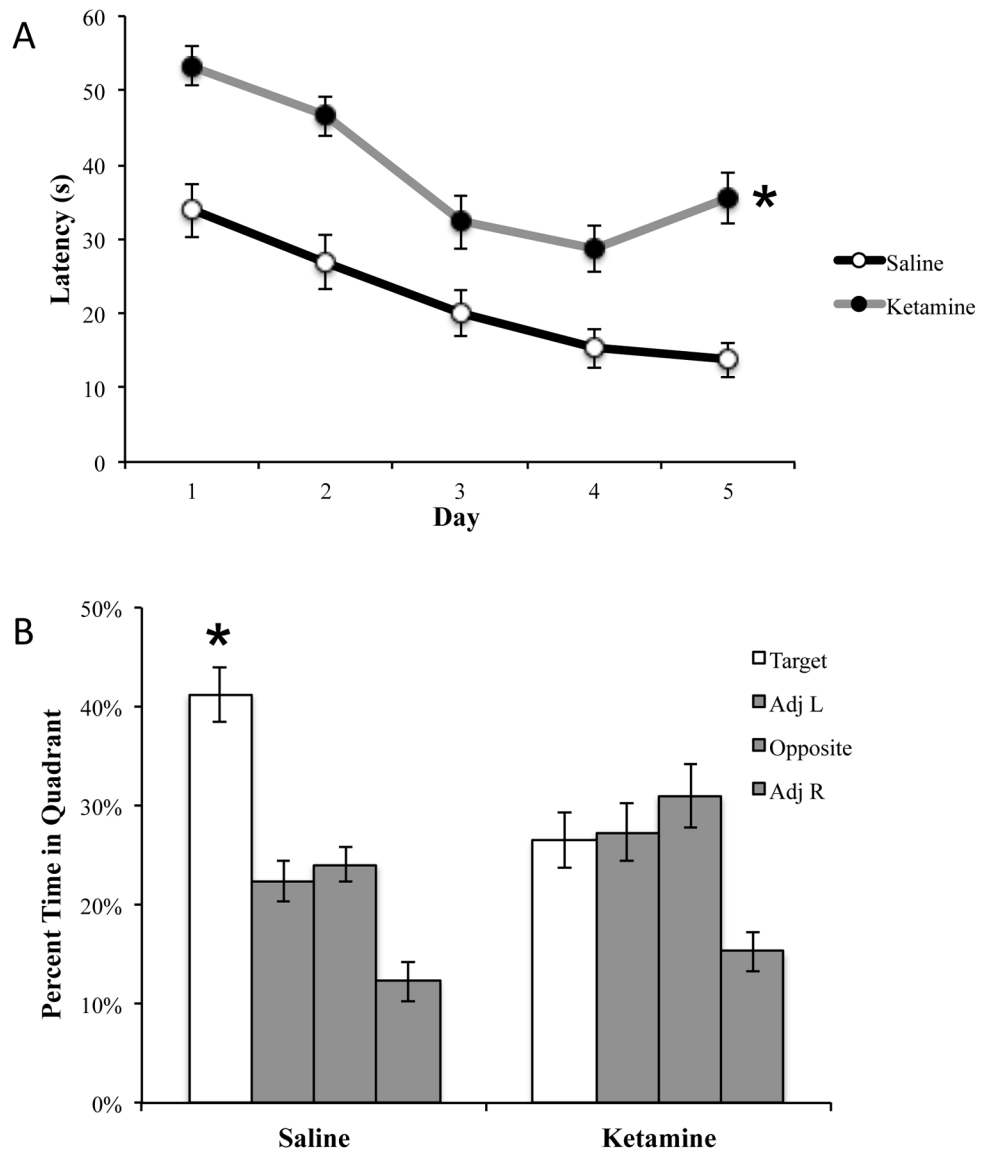 A
60
50
40
30
20
10
0
Latency (s)
*
1 2 3 4 5
Day
Saline
Ketamine
B
50%
40%
30%
20%
10%
0%
Percent Time in Quadrant
*
Target
Adj L
Opposite
Adj R
Saline Ketamine